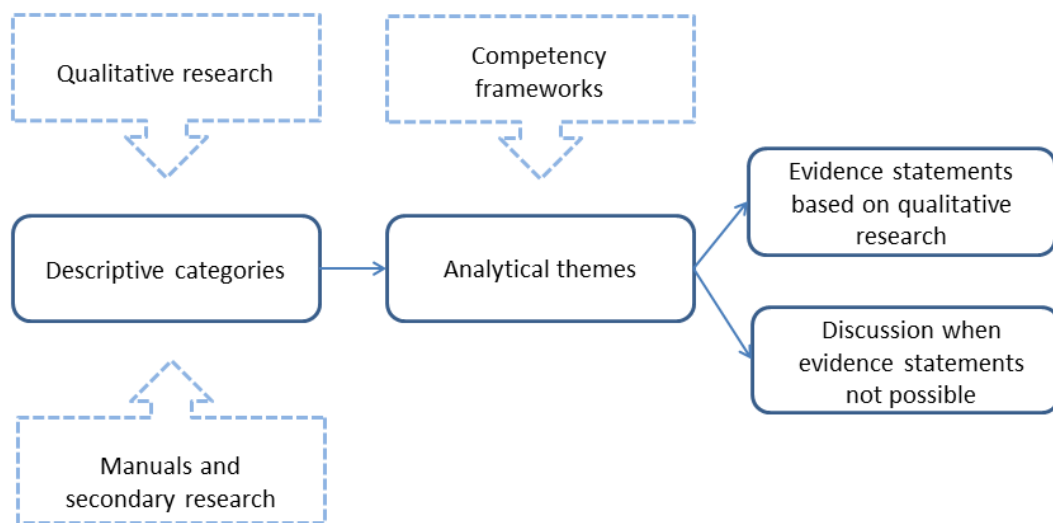 Qualitative research
Competency
frameworks
Descriptive categories
Analytical themes
Evidence statements
based on qualitative
research
Discussion when
evidence statements
not possible
Manuals and
secondary research